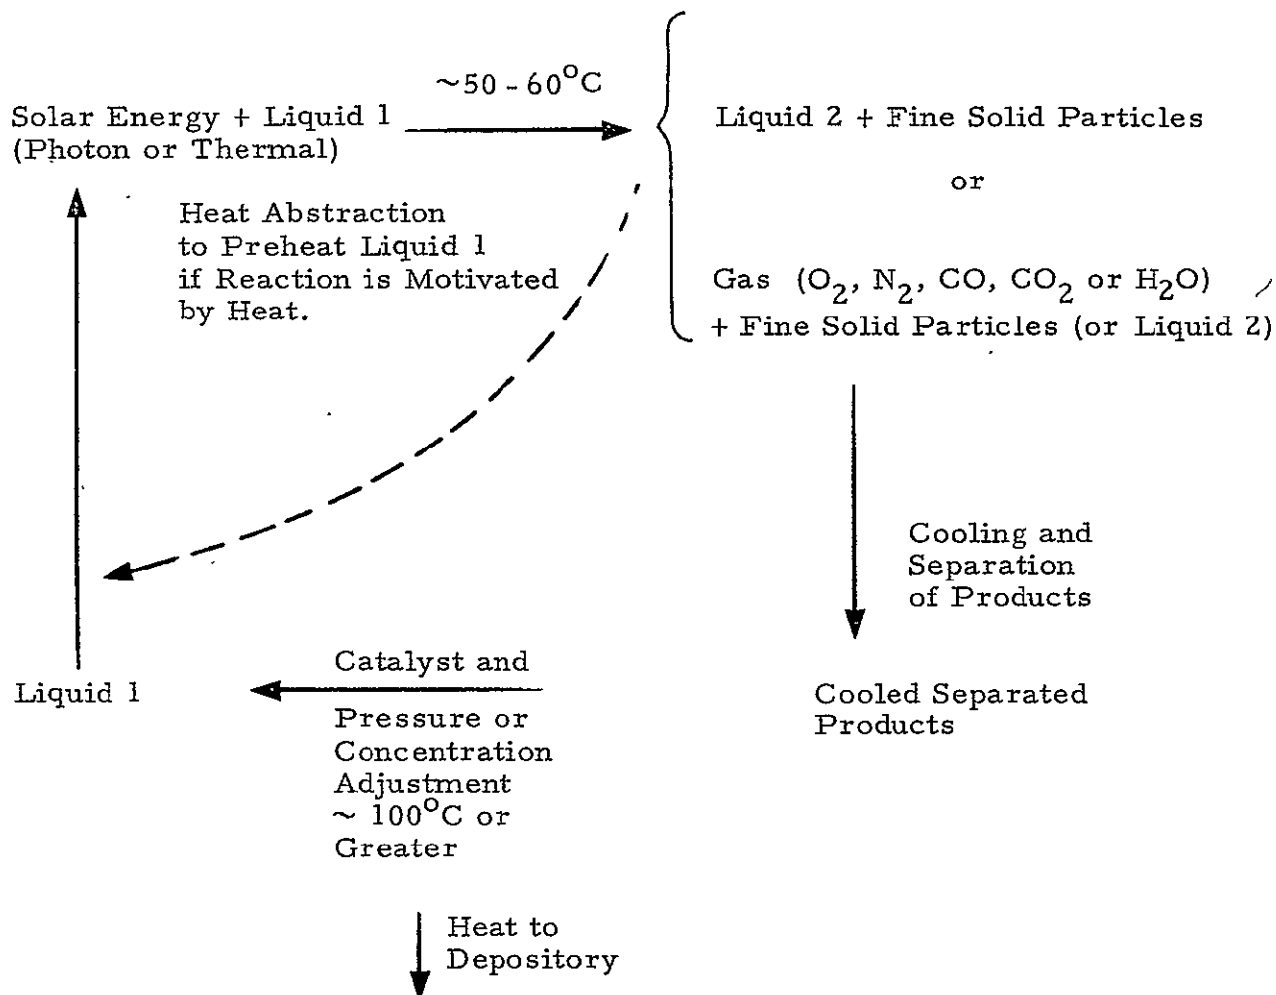 ~50 - 60°C
Solar Energy + Liquid 1
(Photon or Thermal)
Liquid 2 + Fine Solid Particles
or
Heat Abstraction
to Preheat Liquid 1
if Reaction is Motivated
by Heat.
Gas (O₂, N₂, CO, CO₂ or H₂O)
+ Fine Solid Particles (or Liquid 2)
Cooling and
Separation
of Products
Catalyst and
Liquid 1
Pressure or
Concentration
Adjustment
~ 100°C or
Greater
Cooled Separated
Products
Heat to
Depository